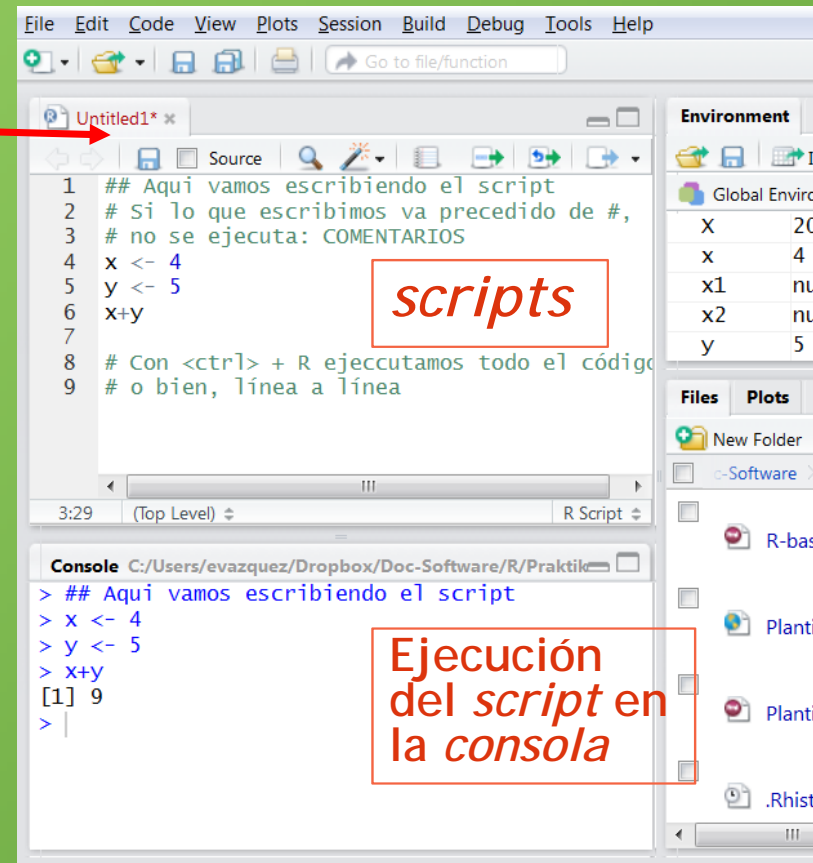 File Edit Code View Plots Session Build Debug Tools Help
Go to file/function
Untitled1*
Source
1 ## Aqui vamos escribiendo el script
2 # Si lo que escribimos va precedido de #,
3 # no se ejecuta: COMENTARIOS
4 x <- 4
5 y <- 5
6 x+y
7
8 # Con <ctrl> + R ejeccutamos todo el código
9 # o bien, línea a línea
scripts
3:29 (Top Level) R Script
Console C:/Users/evazquez/Dropbox/Doc-Software/R/Praktik
> ## Aqui vamos escribiendo el script
> x <- 4
> y <- 5
> x+y
[1] 9
>
Ejecución
del script en
la consola
Environment
Global Enviro
X 20
x 4
x1 nu
x2 nu
y 5
Files Plots
New Folder
c-Software
R-bas
Planti
Planti
.Rhist